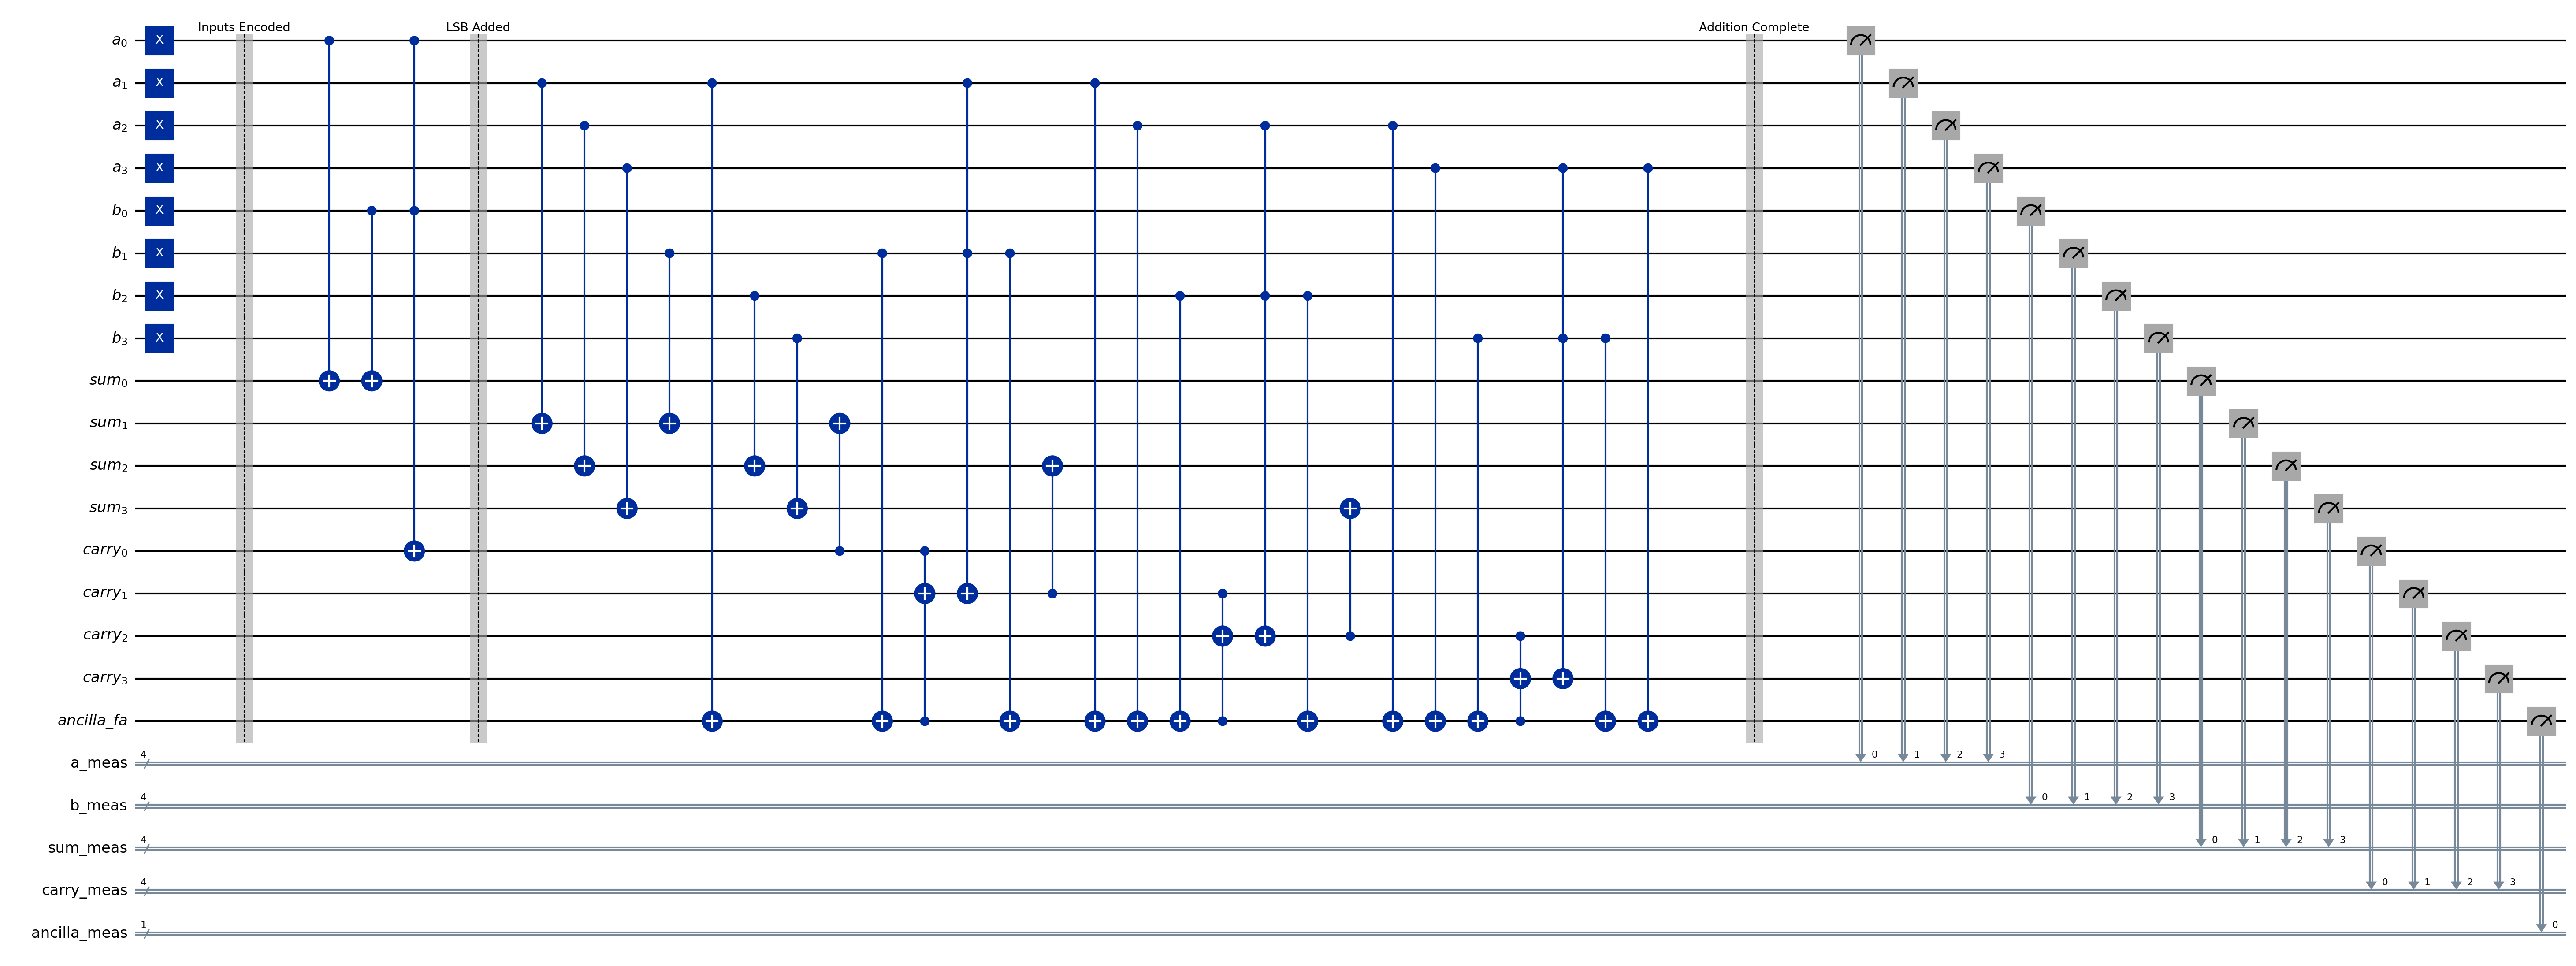 Inputs Encoded LSB Added Addition Complete
a0 X
a1 X
a2 X
a3 X
b0 X
b1 X
b2 X
b3 X
sum0
sum1
sum2
sum3
carry0
carry1
carry2
carry3
ancilla_fa
a_meas 4 0 1 2 3
b_meas 4 0 1 2 3
sum_meas 4 0 1 2 3
carry_meas 4 0 1 2 3
ancilla_meas 1 0